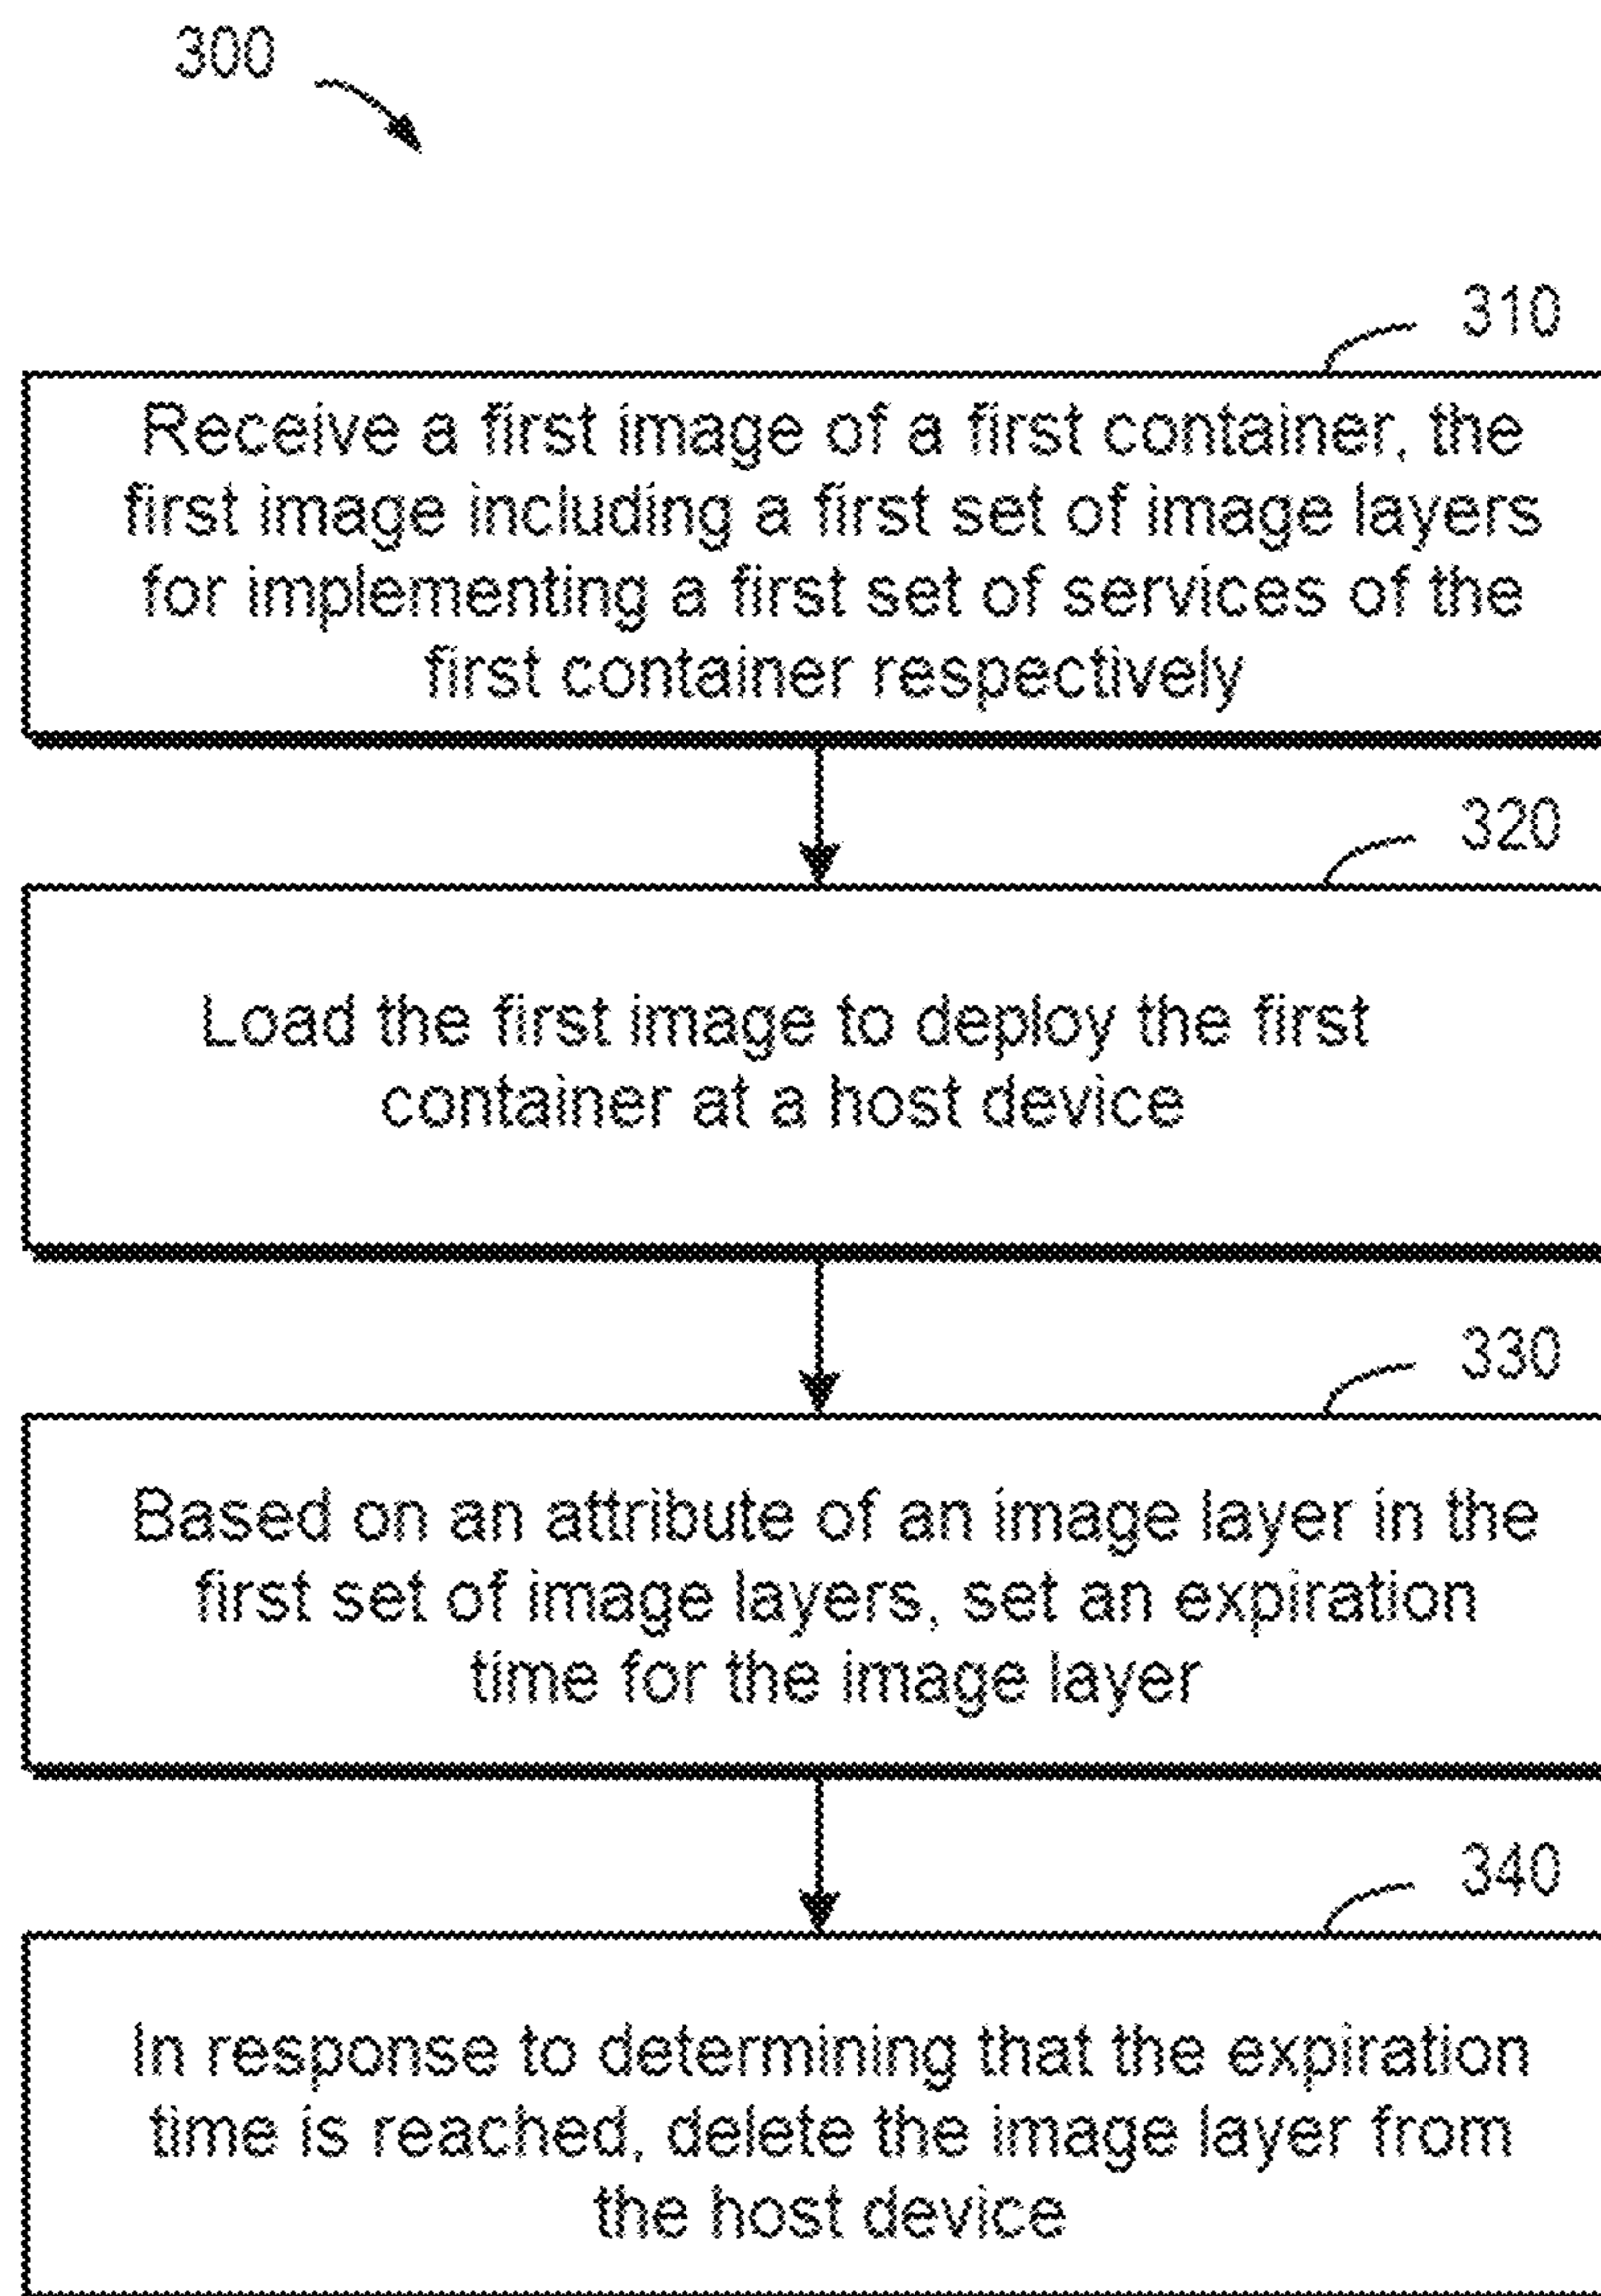 300
310
Receive a first image of a first container, the
first image including a first set of image layers
for implementing a first set of services of the
first container respectively
320
Load the first image to deploy the first
container at a host device
330
Based on an attribute of an image layer in the
first set of image layers, set an expiration
time for the image layer
340
In response to determining that the expiration
time is reached, delete the image layer from
the host device